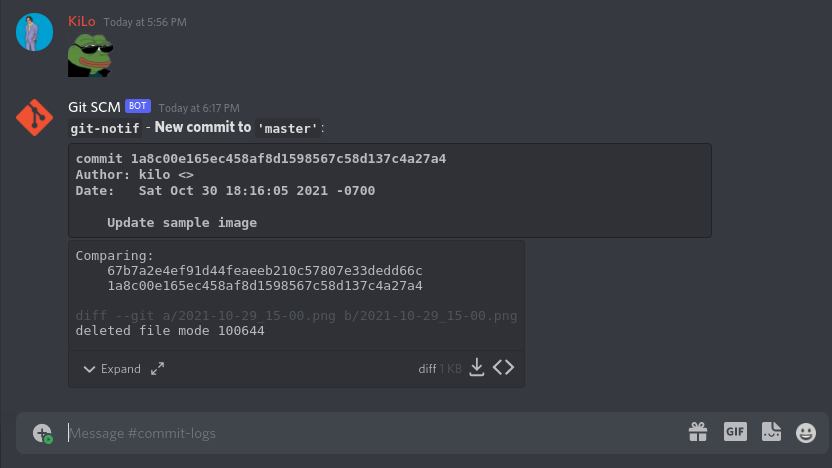 KiLo Today at 5:56 PM
Git SCM BOT Today at 6:17 PM
git-notif - New commit to 'master':
commit 1a8c00e165ec458af8d1598567c58d137c4a27a4
Author: kilo <>
Date:   Sat Oct 30 18:16:05 2021 -0700
Update sample image
Comparing:
67b7a2e4ef91d44feaeeb210c57807e33dedd66c
1a8c00e165ec458af8d1598567c58d137c4a27a4
diff --git a/2021-10-29_15-00.png b/2021-10-29_15-00.png
deleted file mode 100644
Expand diff 1 KB
Message #commit-logs GIF